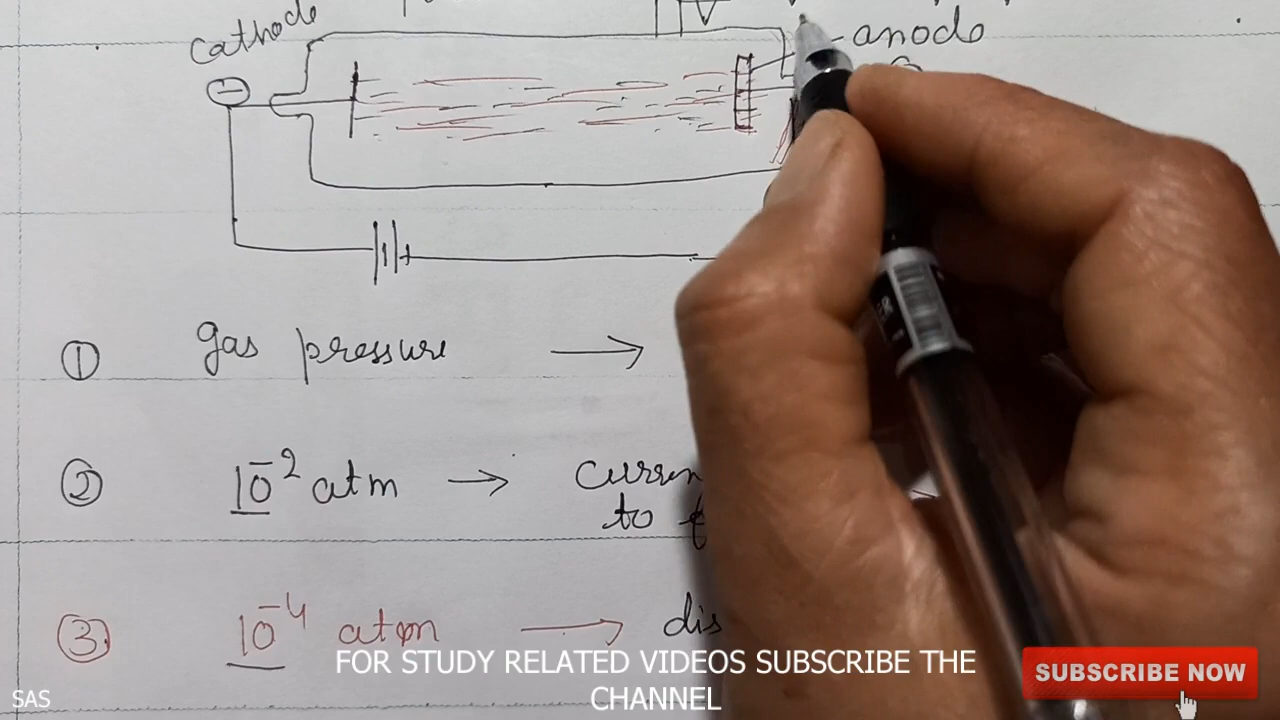 cathode
anode
−
① gas pressure →
② 10⁻² atm → curren
to
③ 10⁻⁴ atm → dis
FOR STUDY RELATED VIDEOS SUBSCRIBE THE
CHANNEL
SUBSCRIBE NOW
SAS